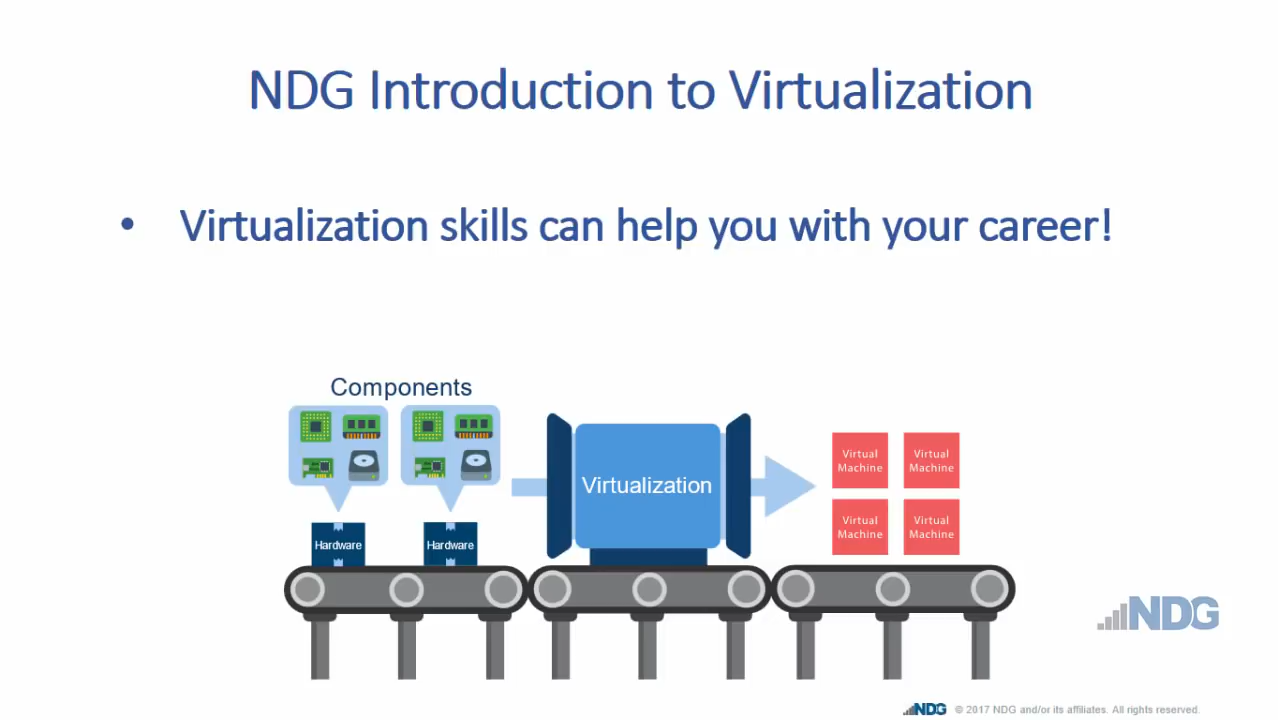 NDG Introduction to Virtualization
• Virtualization skills can help you with your career!
Components
Hardware
Hardware
Virtualization
Virtual
Machine
Virtual
Machine
Virtual
Machine
Virtual
Machine
NDG
NDG © 2017 NDG and/or its affiliates. All rights reserved.